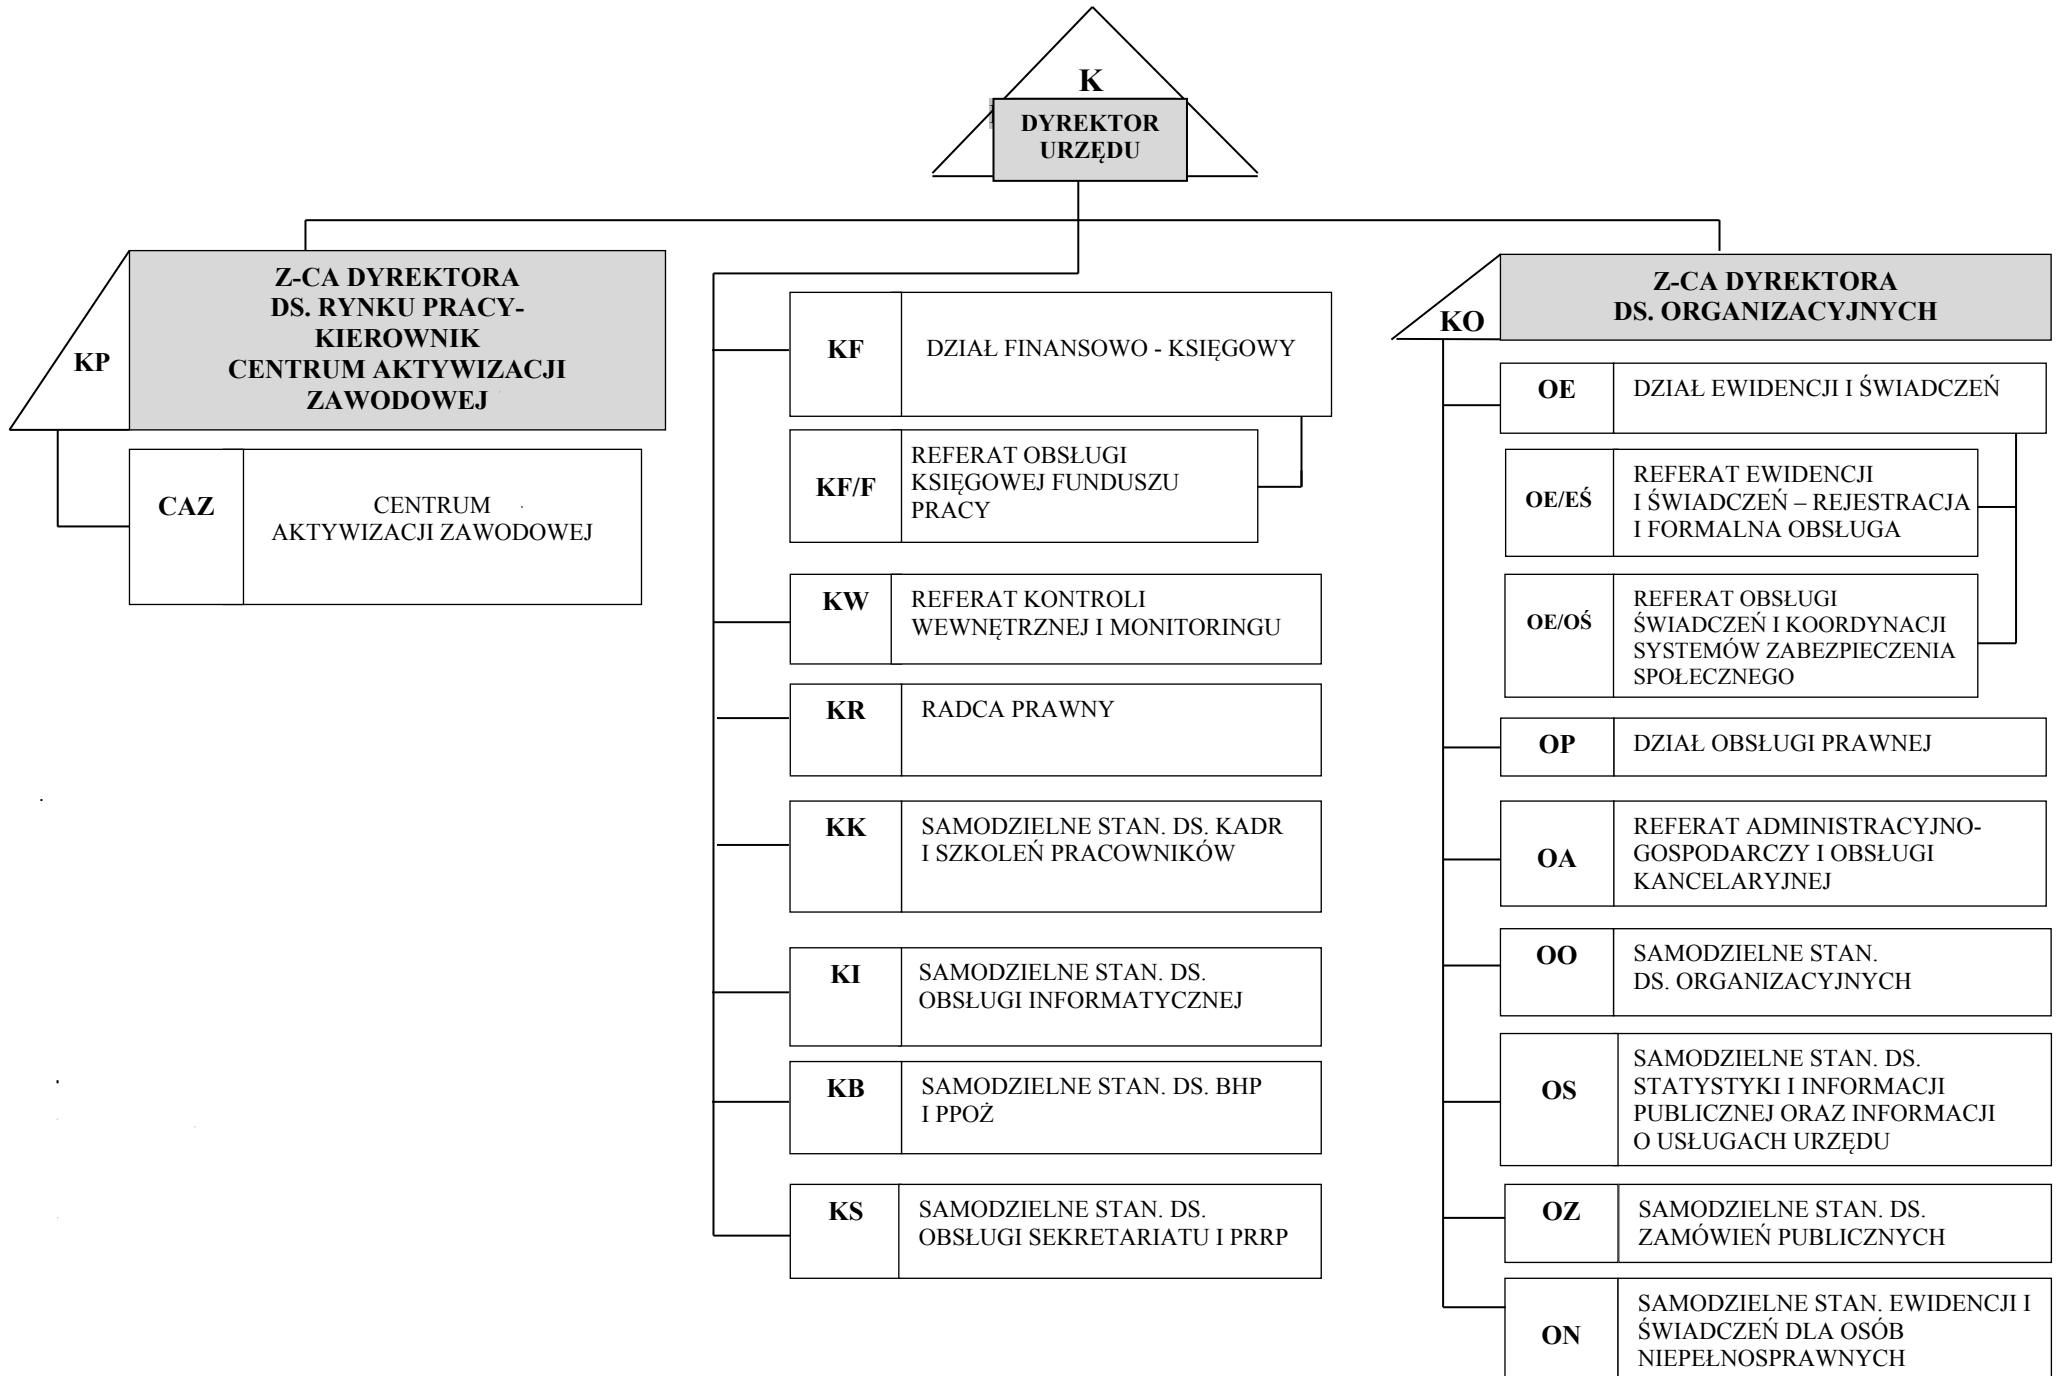 K
DYREKTOR
URZĘDU
KP
Z-CA DYREKTORA
DS. RYNKU PRACY-
KIEROWNIK
CENTRUM AKTYWIZACJI
ZAWODOWEJ
CAZ
CENTRUM
AKTYWIZACJI ZAWODOWEJ
KF
DZIAŁ FINANSOWO - KSIĘGOWY
KF/F
REFERAT OBSŁUGI
KSIĘGOWEJ FUNDUSZU
PRACY
KW
REFERAT KONTROLI
WEWNĘTRZNEJ I MONITORINGU
KR
RADCA PRAWNY
KK
SAMODZIELNE STAN. DS. KADR
I SZKOLEŃ PRACOWNIKÓW
KI
SAMODZIELNE STAN. DS.
OBSŁUGI INFORMATYCZNEJ
KB
SAMODZIELNE STAN. DS. BHP
I PPOŻ
KS
SAMODZIELNE STAN. DS.
OBSŁUGI SEKRETARIATU I PRRP
KO
Z-CA DYREKTORA
DS. ORGANIZACYJNYCH
OE
DZIAŁ EWIDENCJI I ŚWIADCZEŃ
OE/EŚ
REFERAT EWIDENCJI
I ŚWIADCZEŃ – REJESTRACJA
I FORMALNA OBSŁUGA
OE/OŚ
REFERAT OBSŁUGI
ŚWIADCZEŃ I KOORDYNACJI
SYSTEMÓW ZABEZPIECZENIA
SPOŁECZNEGO
OP
DZIAŁ OBSŁUGI PRAWNEJ
OA
REFERAT ADMINISTRACYJNO-
GOSPODARCZY I OBSŁUGI
KANCELARYJNEJ
OO
SAMODZIELNE STAN.
DS. ORGANIZACYJNYCH
OS
SAMODZIELNE STAN. DS.
STATYSTYKI I INFORMACJI
PUBLICZNEJ ORAZ INFORMACJI
O USŁUGACH URZĘDU
OZ
SAMODZIELNE STAN. DS.
ZAMÓWIEŃ PUBLICZNYCH
ON
SAMODZIELNE STAN. EWIDENCJI I
ŚWIADCZEŃ DLA OSÓB
NIEPEŁNOSPRAWNYCH